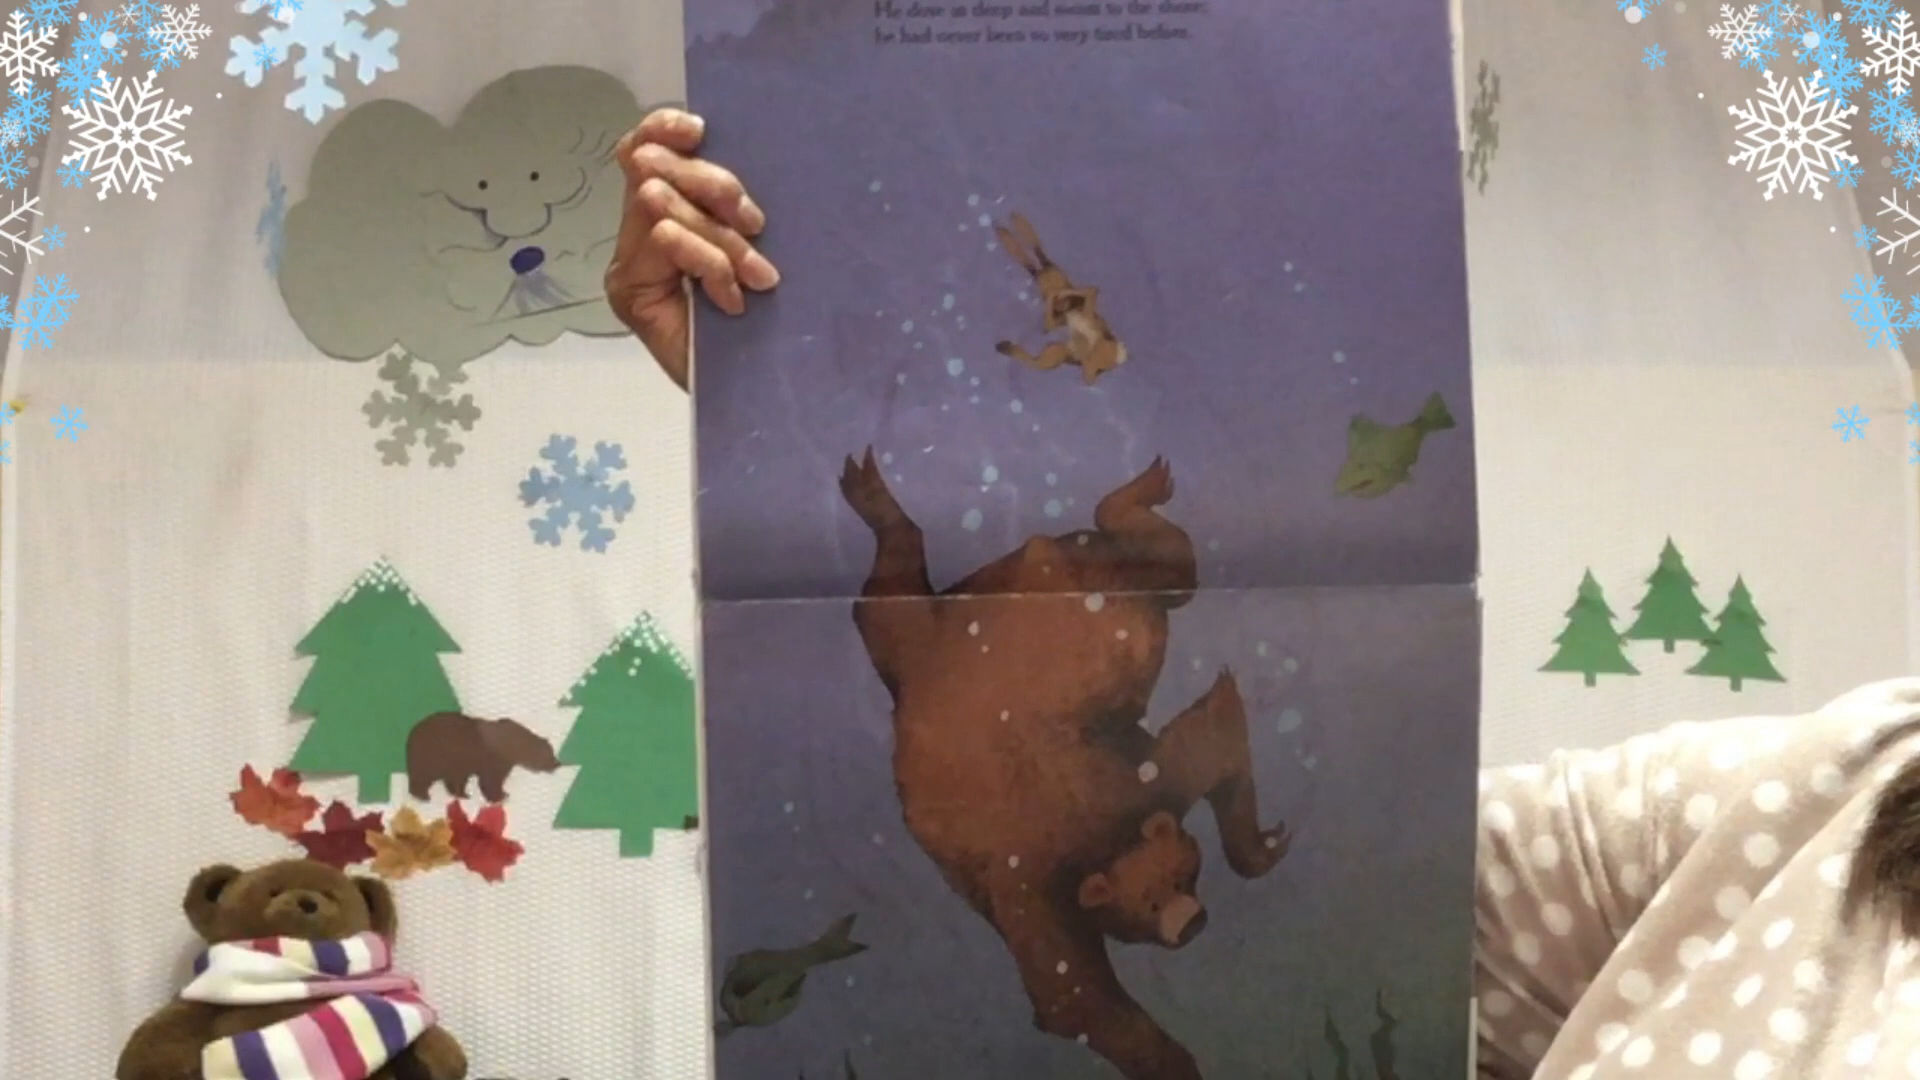 He dove in deep and swam to the shore;
he had never been so very tired before.